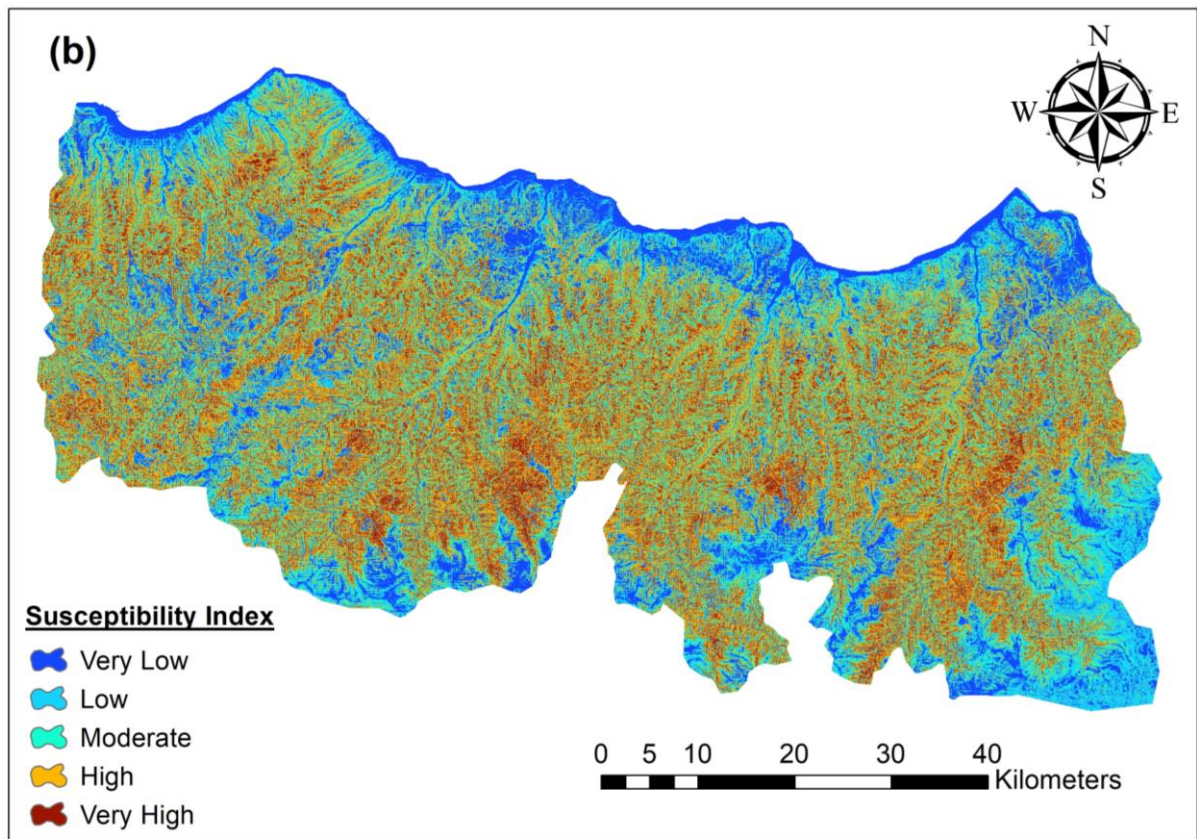 (b)
N
W E
S
Susceptibility Index
Very Low
Low
Moderate
High
Very High
0 5 10 20 30 40
Kilometers